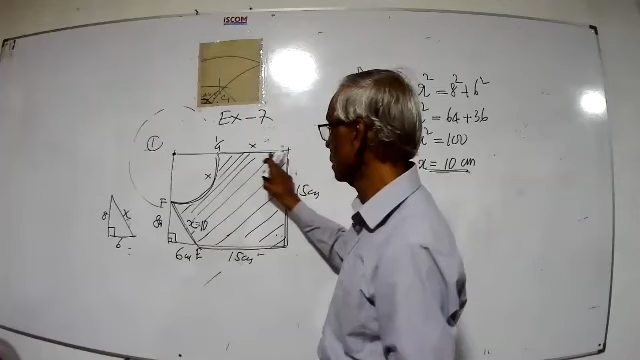 iSCOM
Ex-7
①
x
x
15cm
F
8
x
8
x=10
6
6cm E
15cm
x² = 8² + 6²
x² = 64 + 36
x² = 100
x = 10 cm